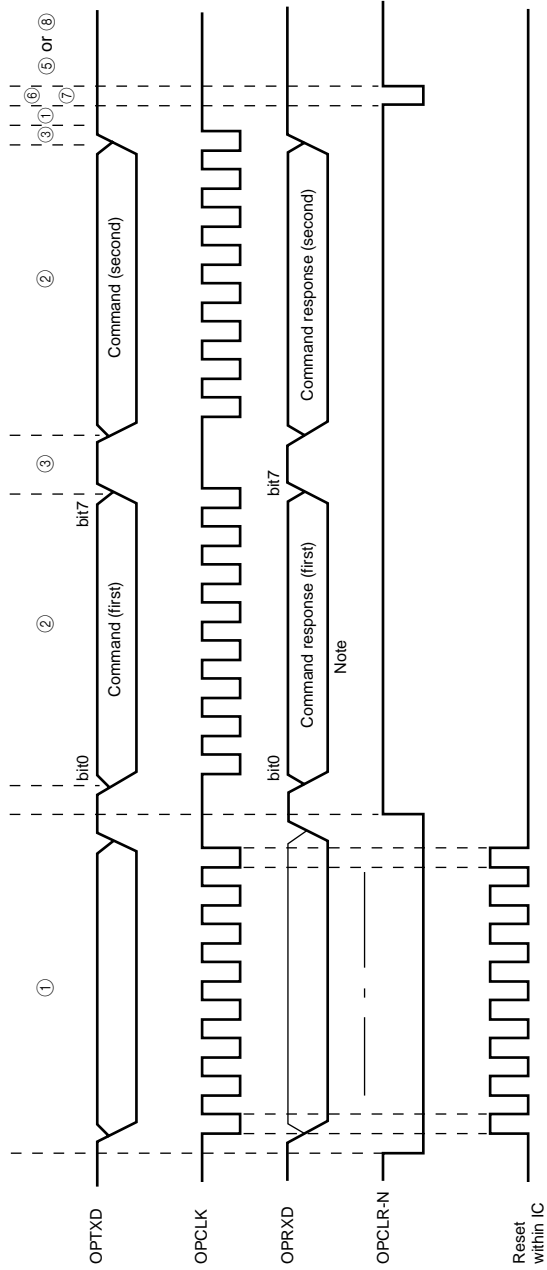 ⑥
① ② ③ ② ③ ① ⑤ or ⑧
⑦
bit0 bit7
OPTXD Command (first) Command (second)
OPCLK
bit0 bit7
OPRXD Command response (first) Command response (second)
Note
OPCLR-N
Reset
within IC